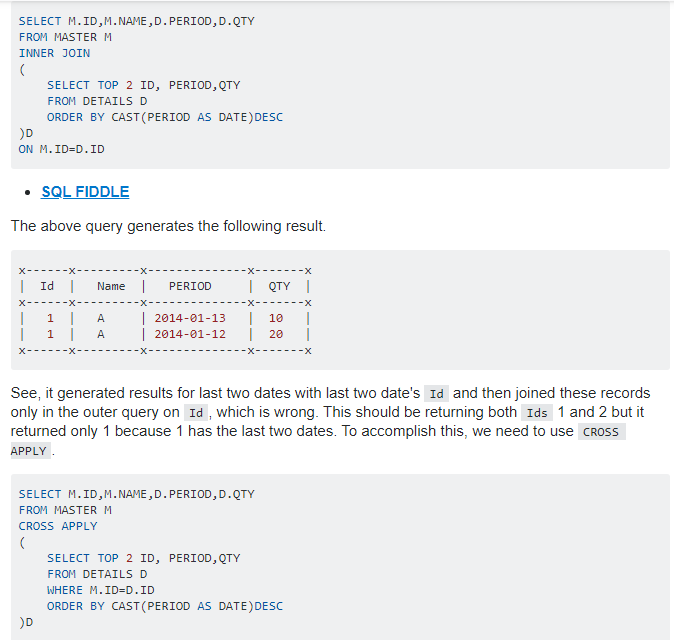 SELECT M.ID,M.NAME,D.PERIOD,D.QTY
FROM MASTER M
INNER JOIN
(
    SELECT TOP 2 ID, PERIOD,QTY
    FROM DETAILS D
    ORDER BY CAST(PERIOD AS DATE)DESC
)D
ON M.ID=D.ID
• SQL FIDDLE
The above query generates the following result.
x------x---------x--------------x-------x
|  Id  |   Name  |   PERIOD     |  QTY  |
x------x---------x--------------x-------x
|   1  |   A     | 2014-01-13   |  10   |
|   1  |   A     | 2014-01-12   |  20   |
x------x---------x--------------x-------x
See, it generated results for last two dates with last two date's Id and then joined these records
only in the outer query on Id, which is wrong. This should be returning both Ids 1 and 2 but it
returned only 1 because 1 has the last two dates. To accomplish this, we need to use CROSS
APPLY.
SELECT M.ID,M.NAME,D.PERIOD,D.QTY
FROM MASTER M
CROSS APPLY
(
    SELECT TOP 2 ID, PERIOD,QTY
    FROM DETAILS D
    WHERE M.ID=D.ID
    ORDER BY CAST(PERIOD AS DATE)DESC
)D